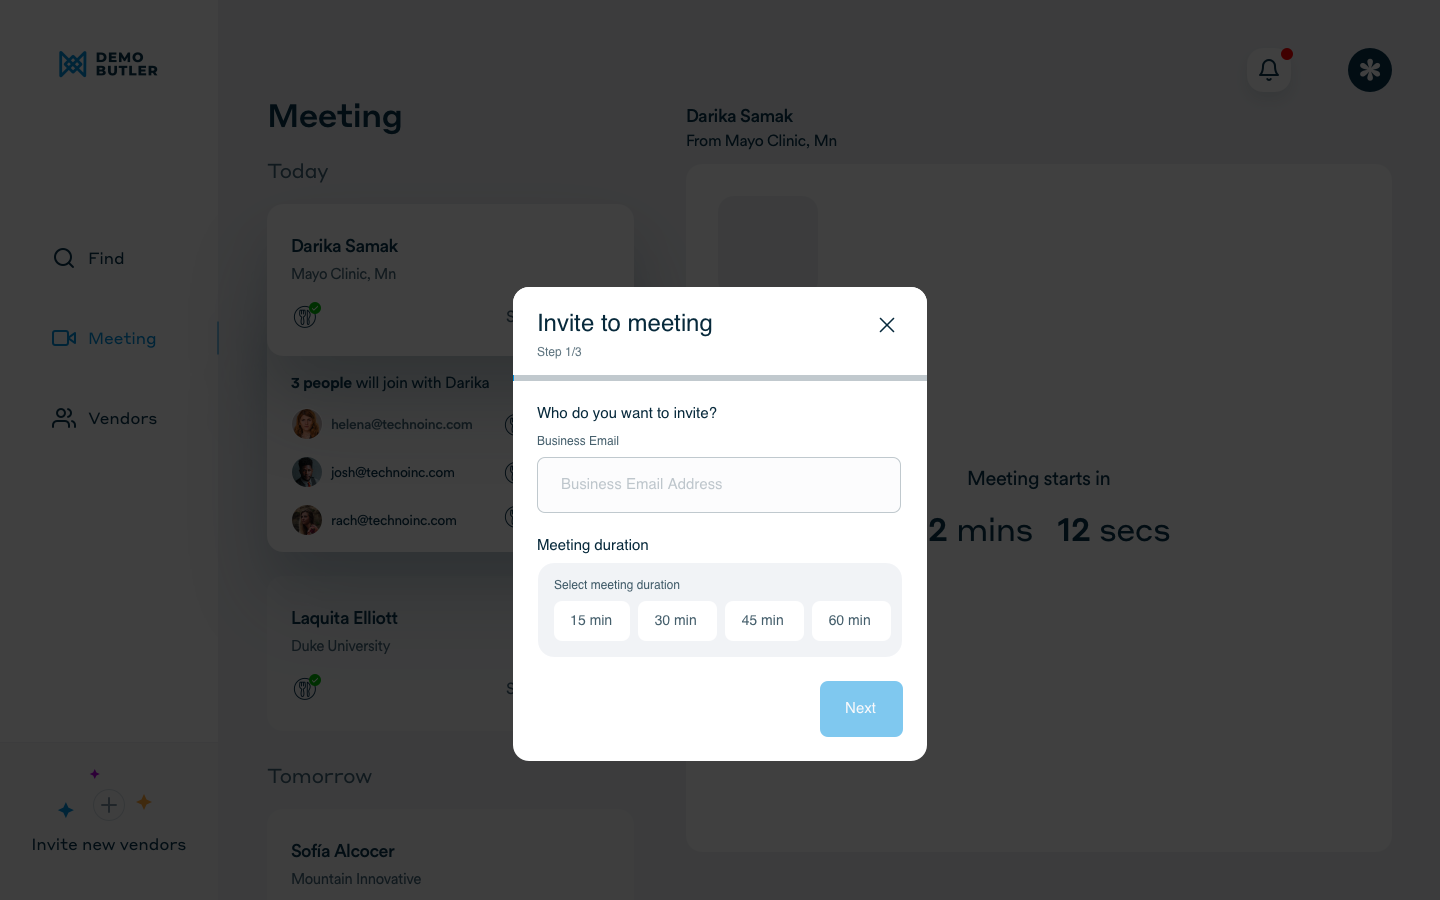 DEMO
BUTLER
Find
Meeting
Vendors
Invite new vendors
Meeting
Today
Darika Samak
Mayo Clinic, Mn
S
3 people will join with Darika
helena@technoinc.com
josh@technoinc.com
rach@technoinc.com
Laquita Elliott
Duke University
S
Tomorrow
Sofía Alcocer
Mountain Innovative
Darika Samak
From Mayo Clinic, Mn
Meeting starts in
2 mins 12 secs
Invite to meeting
Step 1/3
Who do you want to invite?
Business Email
Business Email Address
Meeting duration
Select meeting duration
15 min 30 min 45 min 60 min
Next